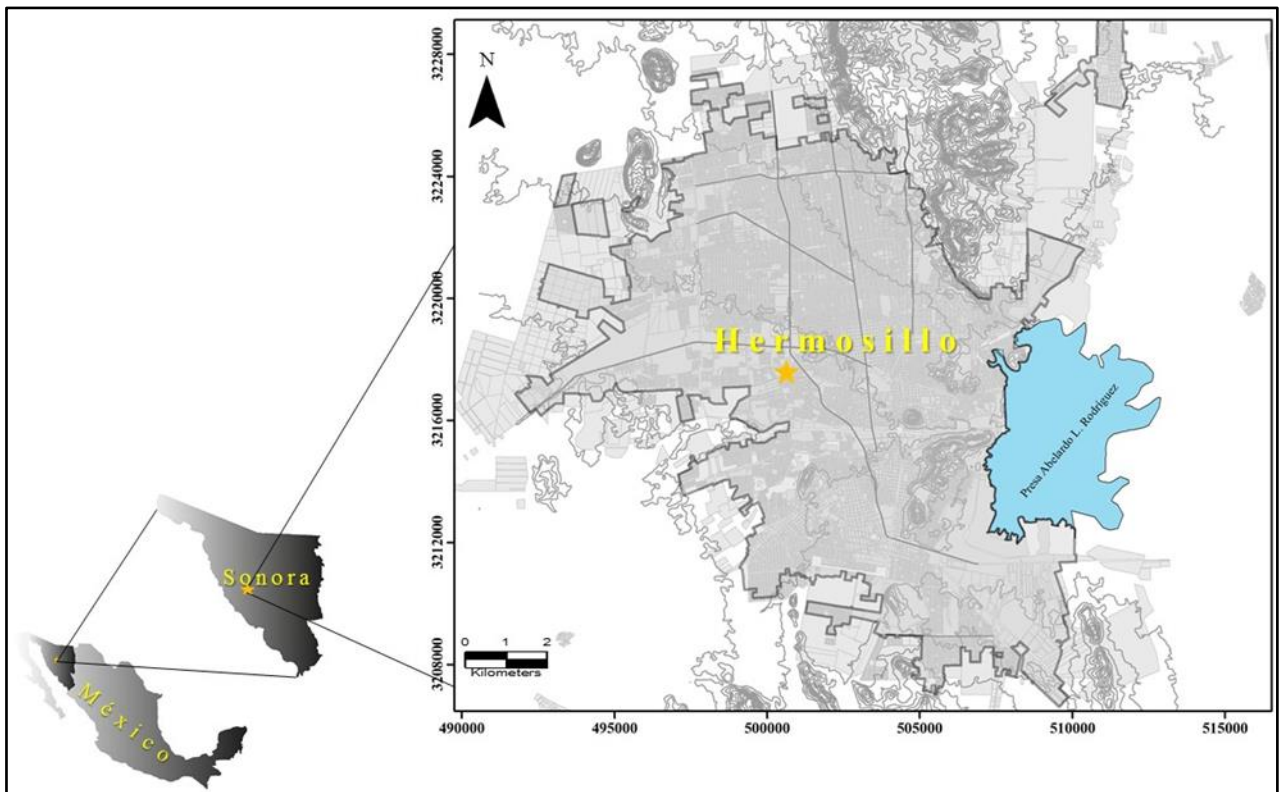 N
3228000
3224000
3220000
3216000
3212000
3208000
Hermosillo
Presa Abelardo L. Rodríguez
Sonora
México
0 1 2
Kilometers
490000 495000 500000 505000 510000 515000